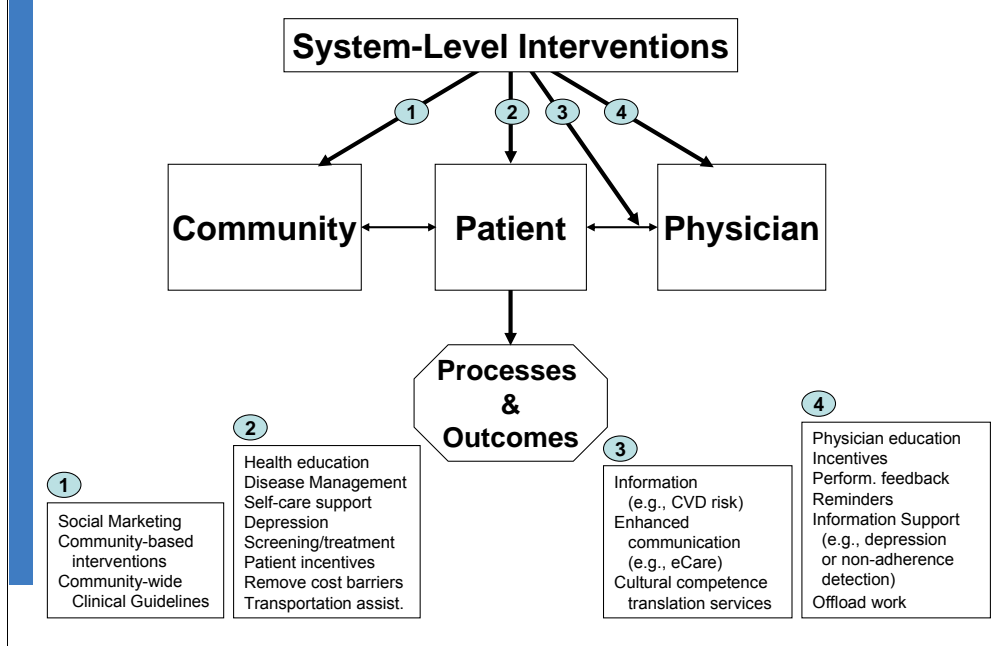 System-Level Interventions
1
2
3
4
Community
Patient
Physician
Processes
&
Outcomes
1
Social Marketing
Community-based
interventions
Community-wide
Clinical Guidelines
2
Health education
Disease Management
Self-care support
Depression
Screening/treatment
Patient incentives
Remove cost barriers
Transportation assist.
3
Information
(e.g., CVD risk)
Enhanced
communication
(e.g., eCare)
Cultural competence
translation services
4
Physician education
Incentives
Perform. feedback
Reminders
Information Support
(e.g., depression
or non-adherence
detection)
Offload work